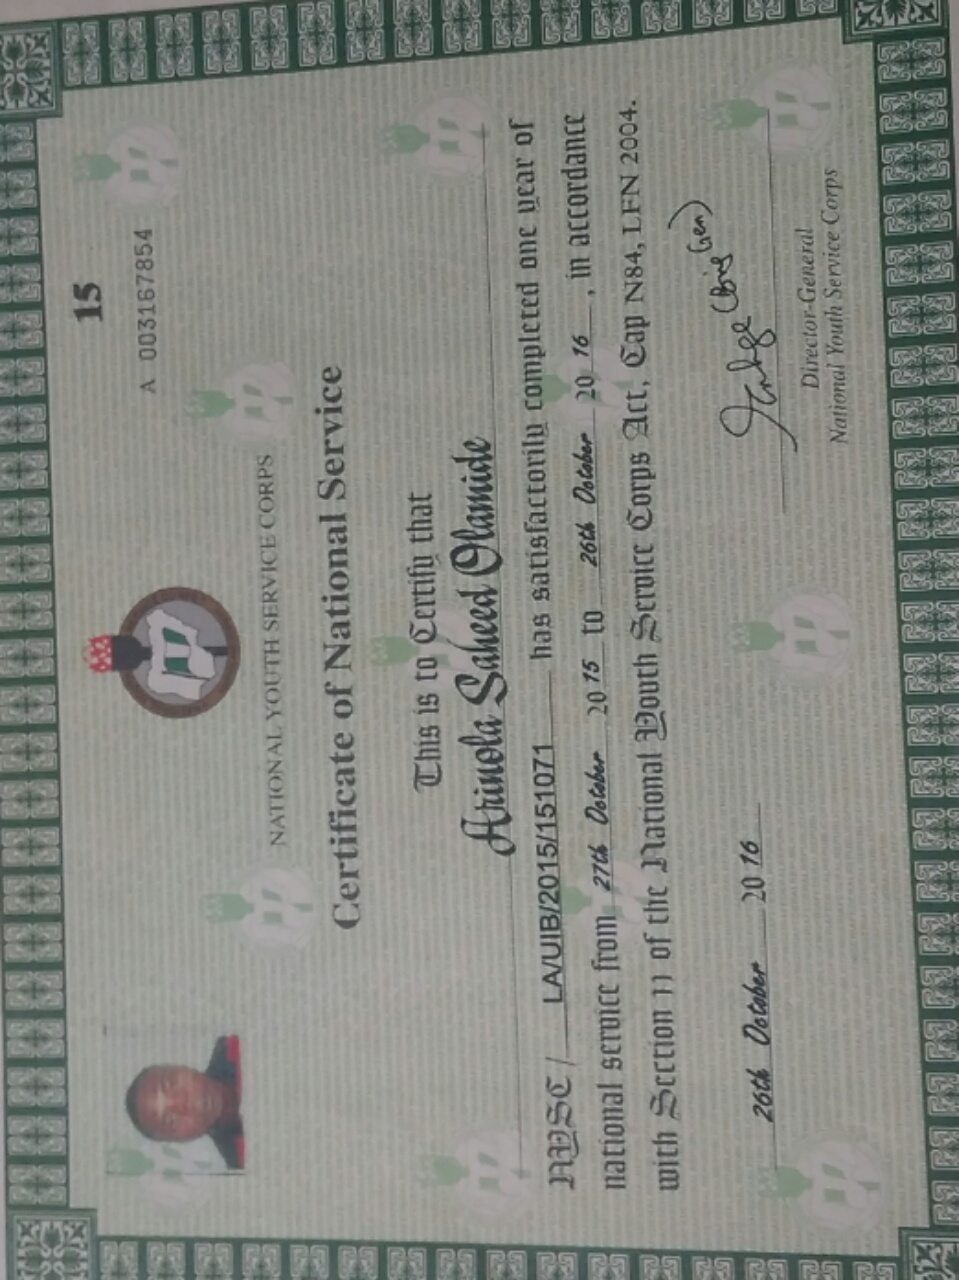 15
A 003167854
NATIONAL YOUTH SERVICE CORPS
Certificate of National Service
This is to Certify that
Arinola Saheed Olamide
NYSC / LA/UIB/2015/151071 has satisfactorily completed one year of
national service from 27th October 2015 to 26th October 2016, in accordance
with Section 11 of the National Youth Service Corps Act, Cap N84, LFN 2004.
26th October 2016
(Brig Gen)
Director-General
National Youth Service Corps